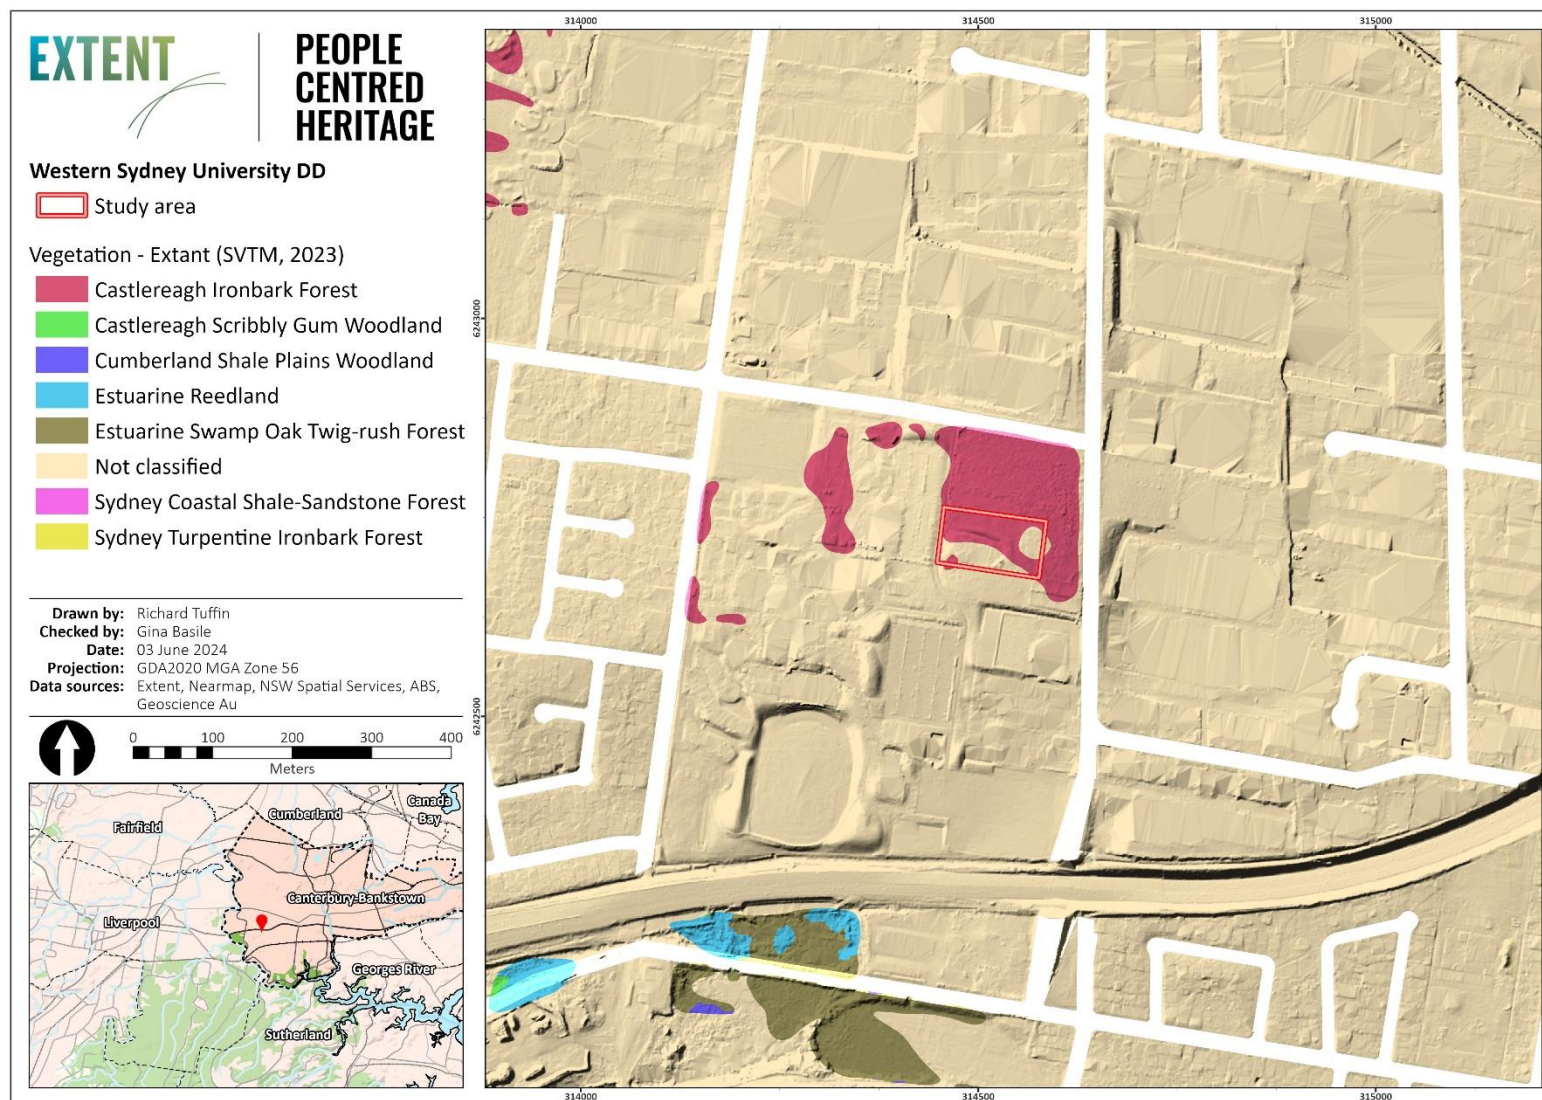 EXTENT
PEOPLE
CENTRED
HERITAGE
Western Sydney University DD
Study area
Vegetation - Extant (SVTM, 2023)
Castlereagh Ironbark Forest
Castlereagh Scribbly Gum Woodland
Cumberland Shale Plains Woodland
Estuarine Reedland
Estuarine Swamp Oak Twig-rush Forest
Not classified
Sydney Coastal Shale-Sandstone Forest
Sydney Turpentine Ironbark Forest
Drawn by: Richard Tuffin
Checked by: Gina Basile
Date: 03 June 2024
Projection: GDA2020 MGA Zone 56
Data sources: Extent, Nearmap, NSW Spatial Services, ABS,
Geoscience Au
0 100 200 300 400
Meters
Canada
Bay
Cumberland
Fairfield
Canterbury-Bankstown
Liverpool
Georges River
Sutherland
314000 314500 315000
6243000
6242500
314000 314500 315000